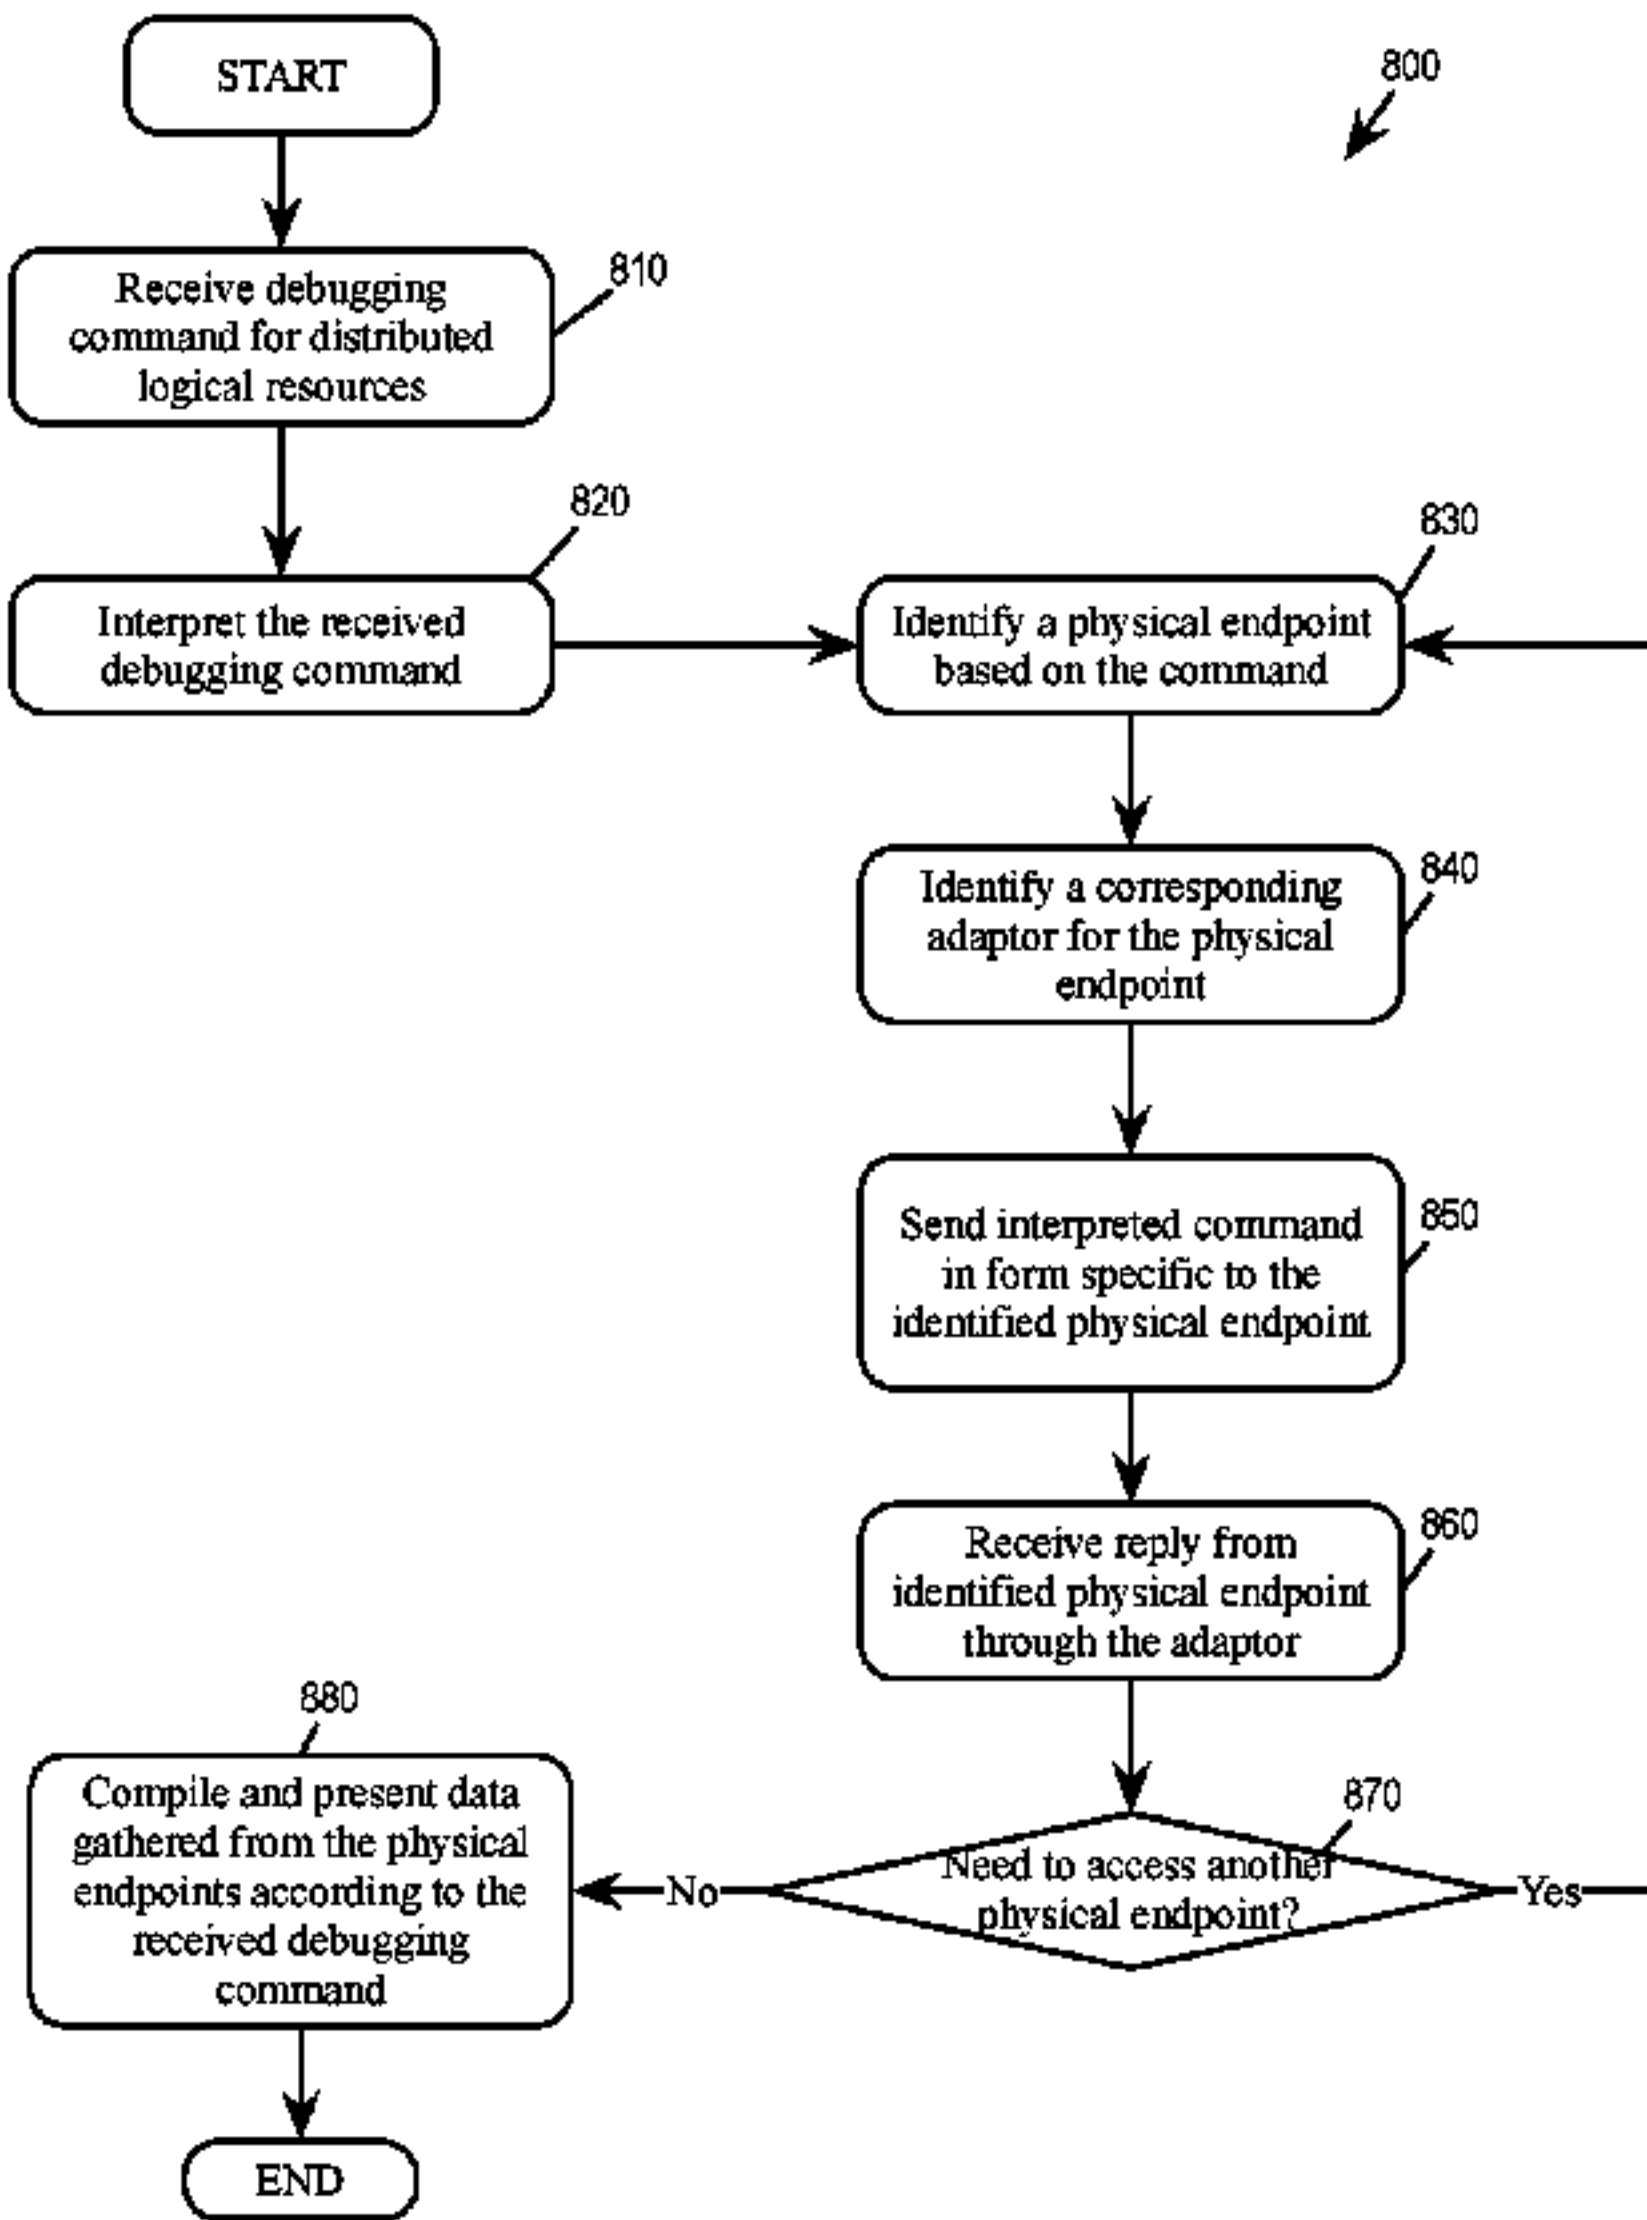 START
800
Receive debugging
command for distributed
logical resources
810
Interpret the received
debugging command
820
Identify a physical endpoint
based on the command
830
Identify a corresponding
adaptor for the physical
endpoint
840
Send interpreted command
in form specific to the
identified physical endpoint
850
Receive reply from
identified physical endpoint
through the adaptor
860
Need to access another
physical endpoint?
870
No
Yes
880
Compile and present data
gathered from the physical
endpoints according to the
received debugging
command
END